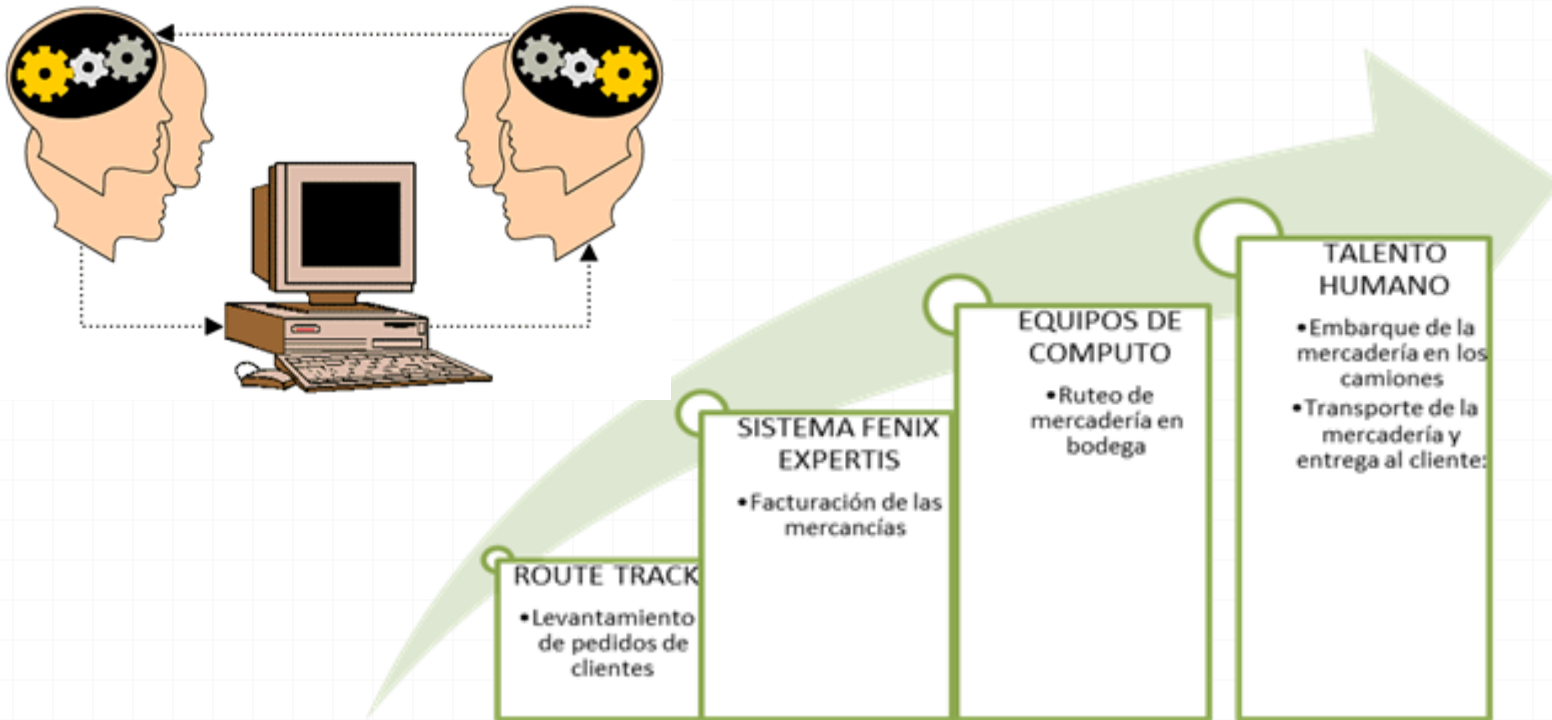 ROUTE TRACK
•Levantamiento
de pedidos de
clientes
SISTEMA FENIX
EXPERTIS
•Facturación de las
mercancías
EQUIPOS DE
COMPUTO
•Ruteo de
mercadería en
bodega
TALENTO
HUMANO
•Embarque de la
mercadería en los
camiones
•Transporte de la
mercadería y
entrega al cliente: